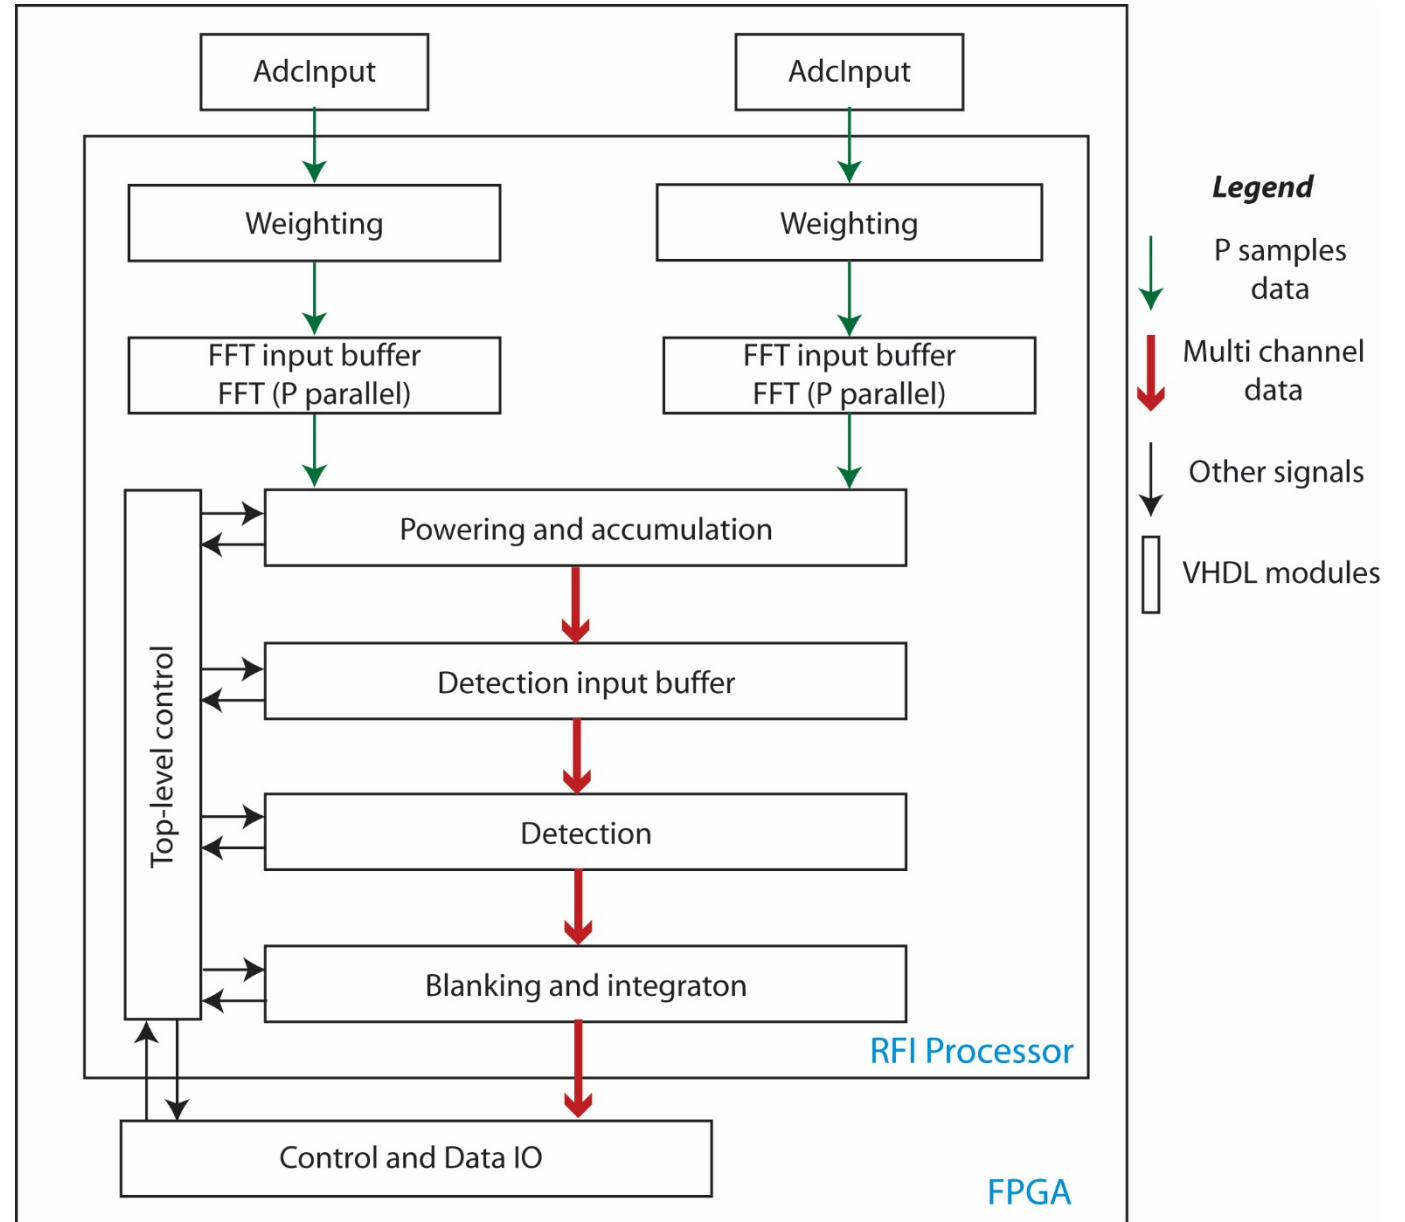 AdcInput
AdcInput
Weighting
Weighting
FFT input buffer
FFT (P parallel)
FFT input buffer
FFT (P parallel)
Powering and accumulation
Detection input buffer
Top-level control
Detection
Blanking and integraton
RFI Processor
Control and Data IO
FPGA
Legend
P samples
data
Multi channel
data
Other signals
VHDL modules